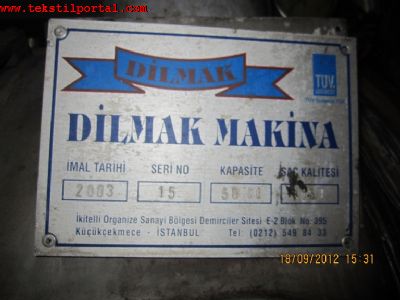 www.tekstilportal.com
DİLMAK
TÜV
DİLMAK MAKİNA
İMAL TARİHİ SERİ NO KAPASİTE SAÇ KALİTESİ
2003 15 50
İkitelli Organize Sanayi Bölgesi Demirciler Sitesi E-2 Blok No: 395
Küçükçekmece - İSTANBUL Tel: (0212) 549 84 33
18/09/2012 15:31